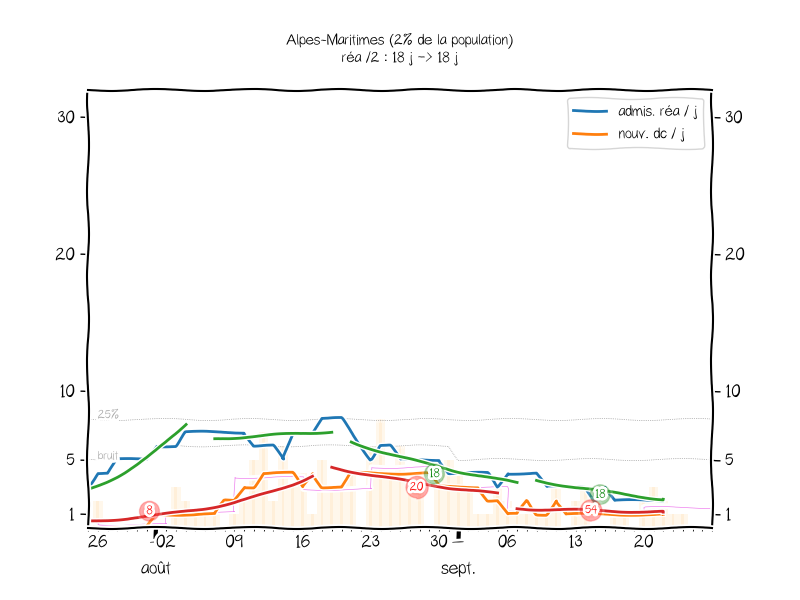 Alpes-Maritimes (2% de la population)
réa /2 : 18 j -> 18 j
admis. réa / j
nouv. dc / j
30
30
20
20
10
10
25%
bruit
5
5
18
20
18
8
54
1
1
26 02 09 16 23 30 06 13 20
août sept.